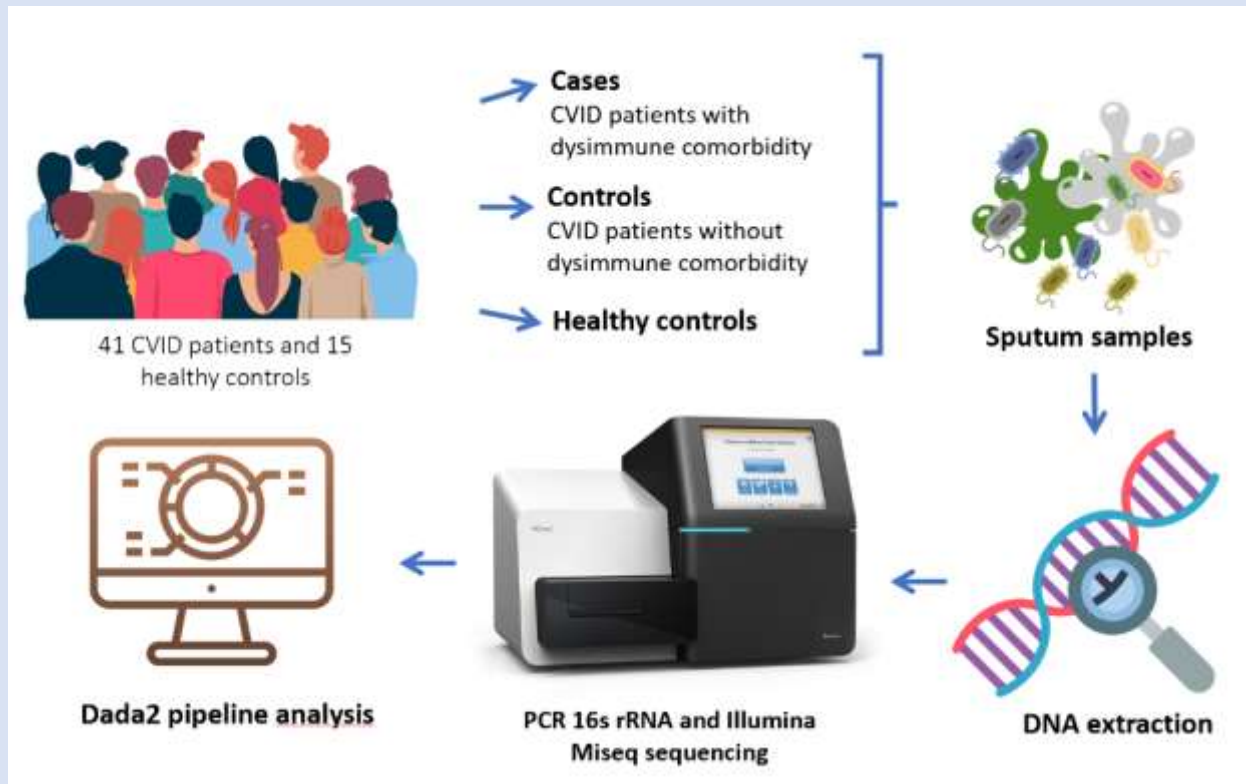 41 CVID patients and 15
healthy controls
Cases
CVID patients with
dysimmune comorbidity
Controls
CVID patients without
dysimmune comorbidity
Healthy controls
Sputum samples
DNA extraction
PCR 16s rRNA and Illumina
Miseq sequencing
Dada2 pipeline analysis